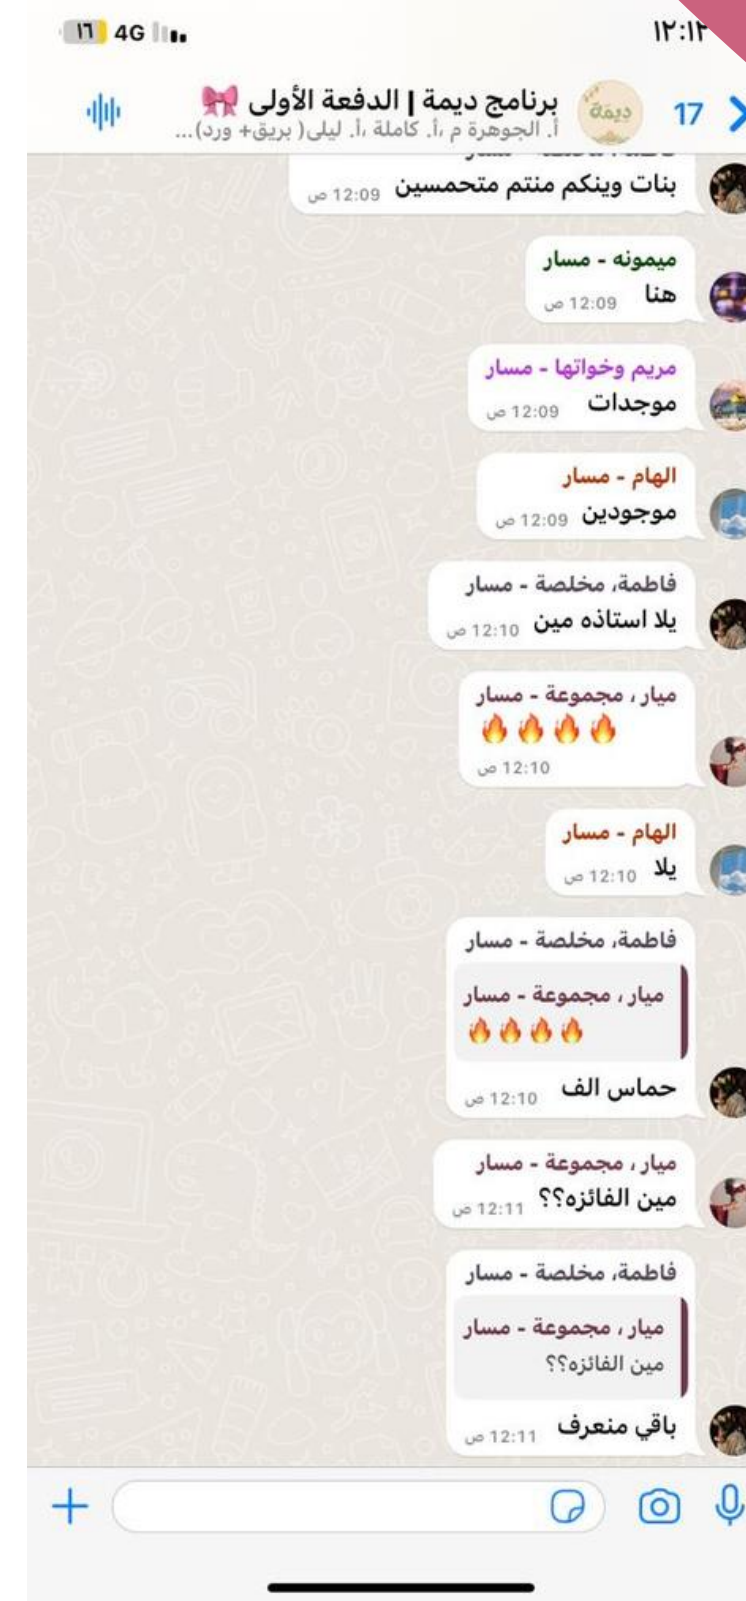 ١٢:١٢
4G ١٦
17
ديمَة
برنامج ديمة | الدفعة الأولى 🎀
أ. الجوهرة م ،أ. كاملة ،أ. ليلى( بريق+ ورد)...
بنات وينكم منتم متحمسين 12:09 ص
ميمونه - مسار
هنا 12:09 ص
مريم وخواتها - مسار
موجدات 12:09 ص
الهام - مسار
موجودين 12:09 ص
فاطمة، مخلصة - مسار
يلا استاذه مين 12:10 ص
ميار ، مجموعة - مسار
🔥🔥🔥🔥
12:10 ص
الهام - مسار
يلا 12:10 ص
فاطمة، مخلصة - مسار
ميار ، مجموعة - مسار
🔥🔥🔥🔥
حماس الف 12:10 ص
ميار ، مجموعة - مسار
مين الفائزه؟؟ 12:11 ص
فاطمة، مخلصة - مسار
ميار ، مجموعة - مسار
مين الفائزه؟؟
باقي منعرف 12:11 ص